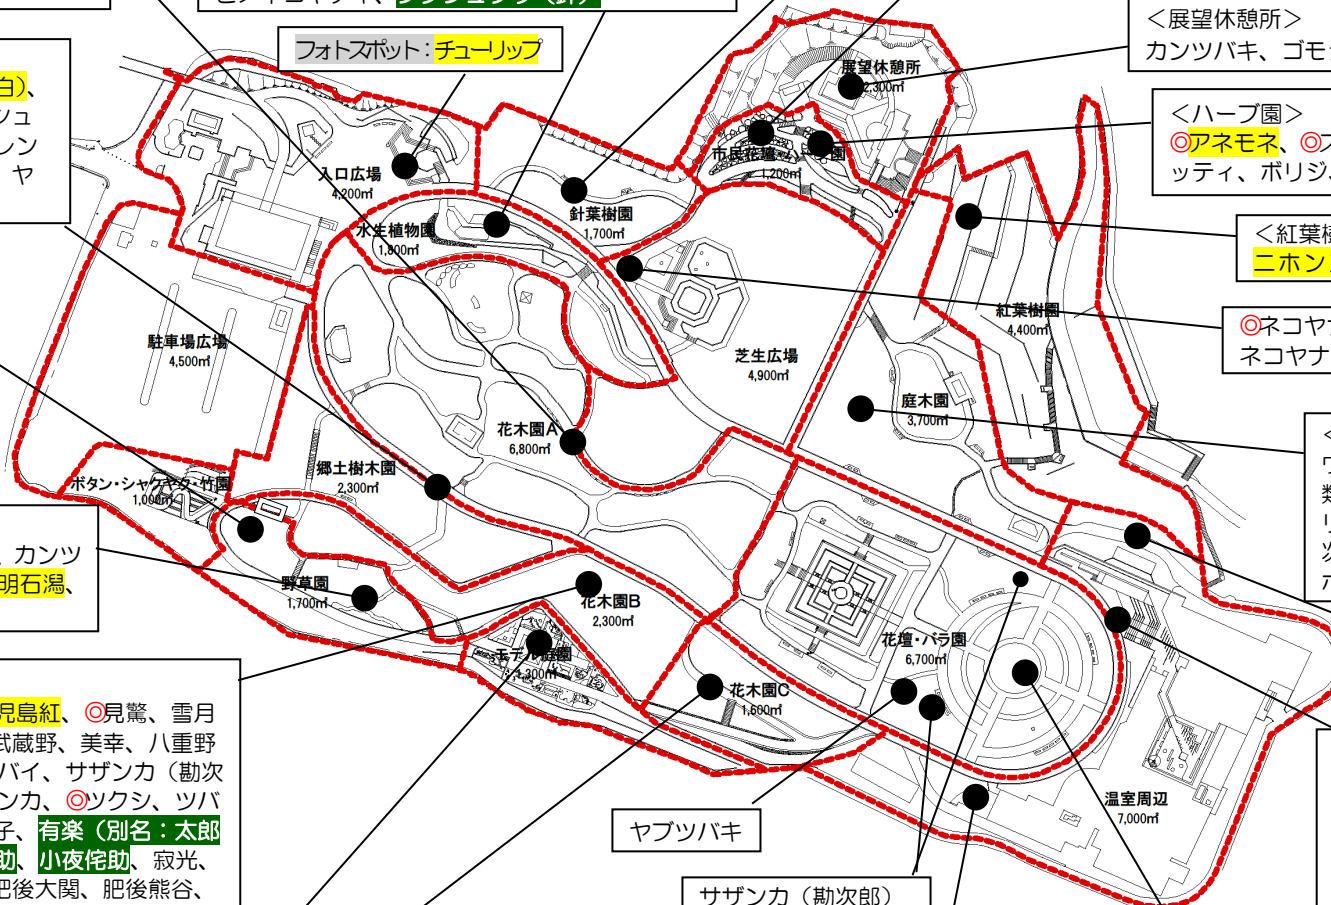 フォトスポット：チューリップ
＜展望休憩所＞
カンツバキ、ゴモ
＜ハーブ園＞
◎アネモネ、◎
ッティ、ボリジ、
＜紅葉樹
ニホン
◎ネコヤナ
ネコヤナ
白）、
シュ
レン
、ヤ
展望休憩所
2,300㎡
市民花壇・ハーブ園
1,200㎡
入口広場
4,200㎡
針葉樹園
1,700㎡
水生植物園
1,800㎡
紅葉樹園
4,400㎡
駐車場広場
4,500㎡
芝生広場
4,900㎡
庭木園
3,700㎡
花木園A
6,800㎡
郷土樹木園
2,300㎡
ボタン・シャクヤク・竹園
1,000㎡
、カンツ
明石潟、
野草園
1,700㎡
花木園B
2,300㎡
モデル庭園
1,300㎡
花壇・バラ園
6,700㎡
花木園C
1,600㎡
温室周辺
7,000㎡
児島紅、◎見驚、雪月
武蔵野、美幸、八重野
バイ、サザンカ（勘次
ンカ、◎ツクシ、ツバ
子、有楽（別名：太郎
助、小夜侘助、寂光、
肥後大関、肥後熊谷、
ヤブツバキ
サザンカ（勘次郎）